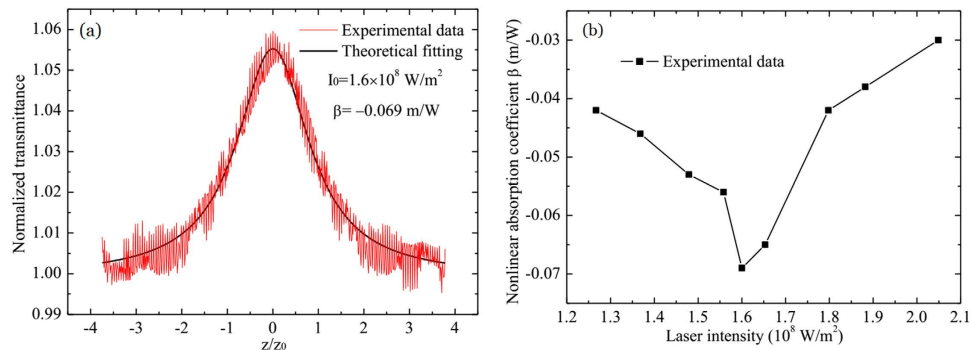 (a)
Experimental data
Theoretical fitting
I0=1.6×10^8 W/m^2
β= −0.069 m/W
Normalized transmittance
1.06
1.05
1.04
1.03
1.02
1.01
1.00
0.99
-4 -3 -2 -1 0 1 2 3 4
z/z0
(b)
Experimental data
Nonlinear absorption coefficient β (m/W)
-0.03
-0.04
-0.05
-0.06
-0.07
1.2 1.3 1.4 1.5 1.6 1.7 1.8 1.9 2.0 2.1
Laser intensity (10^8 W/m^2)